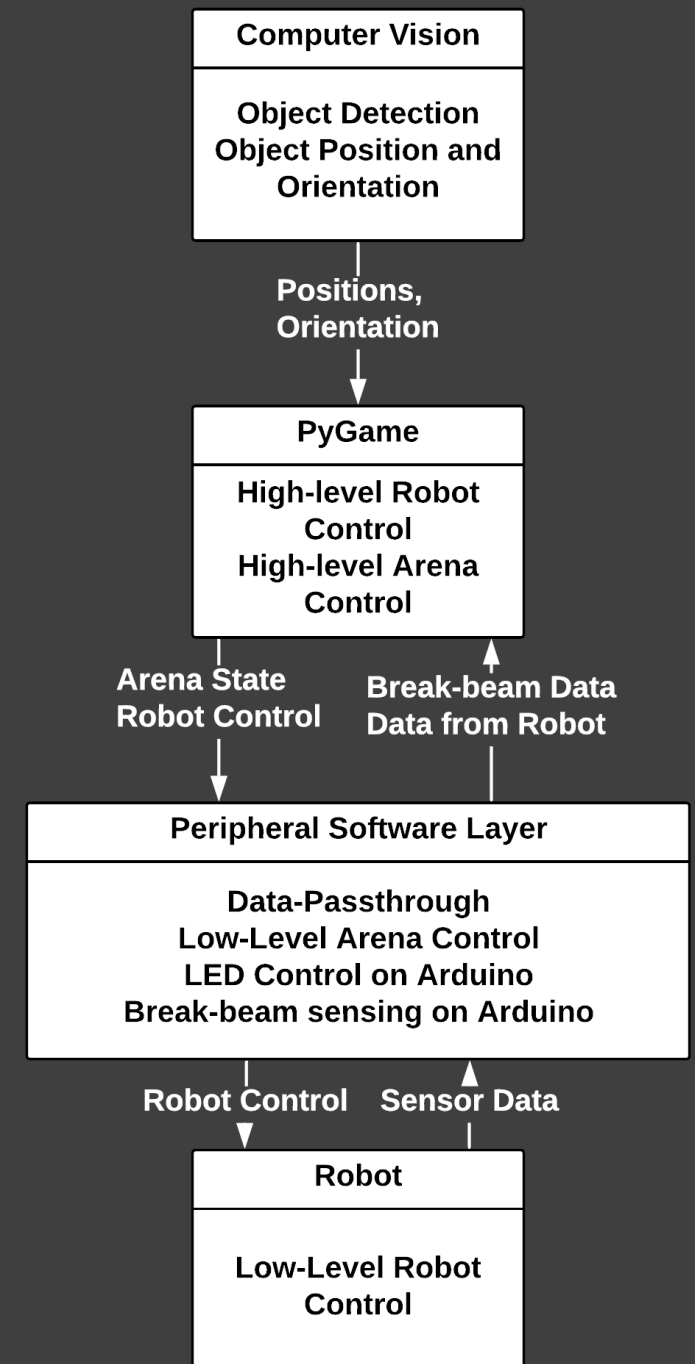 Computer Vision
Object Detection
Object Position and
Orientation
Positions,
Orientation
PyGame
High-level Robot
Control
High-level Arena
Control
Arena State
Robot Control
Break-beam Data
Data from Robot
Peripheral Software Layer
Data-Passthrough
Low-Level Arena Control
LED Control on Arduino
Break-beam sensing on Arduino
Robot Control
Sensor Data
Robot
Low-Level Robot
Control